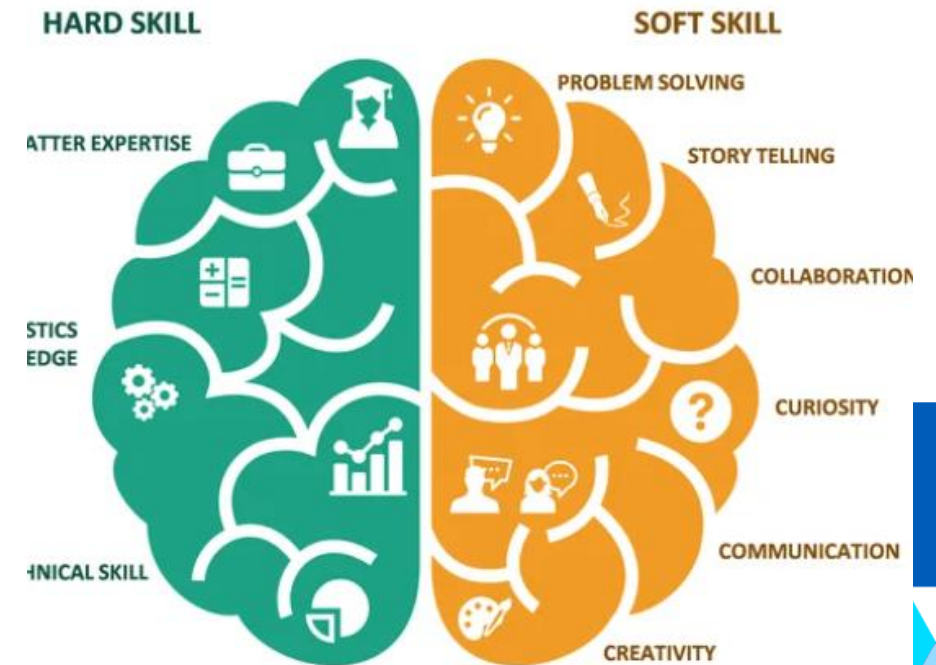 HARD SKILL
SOFT SKILL
PROBLEM SOLVING
ATTER EXPERTISE
STORY TELLING
COLLABORATION
STICS
EDGE
CURIOSITY
COMMUNICATION
HNICAL SKILL
CREATIVITY
?